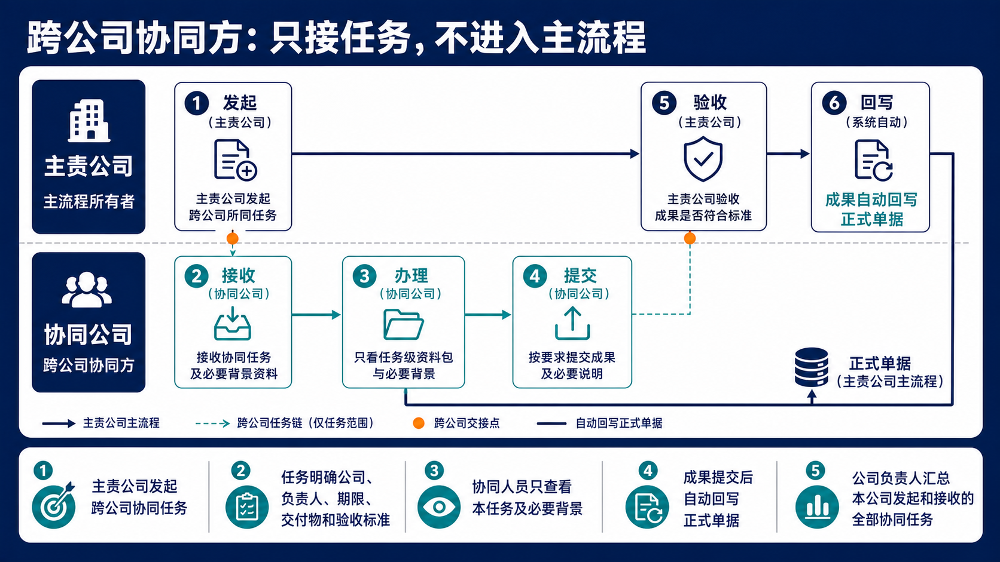 跨公司协同方：只接任务，不进入主流程
主责公司
主流程所有者
1 发起
（主责公司）
主责公司发起
跨公司所同任务
5 验收
（主责公司）
主责公司验收
成果是否符合标准
6 回写
（系统自动）
成果自动回写
正式单据
协同公司
跨公司协同方
2 接收
（协同公司）
接收协同任务
及必要背景资料
3 办理
（协同公司）
只看任务级资料包
与必要背景
4 提交
（协同公司）
按要求提交成果
及必要说明
正式单据
（主责公司主流程）
主责公司主流程
跨公司任务链（仅任务范围）
跨公司交接点
自动回写正式单据
1
主责公司发起
跨公司协同任务
2
任务明确公司、
负责人、期限、
交付物和验收标准
3
协同人员只查看
本任务及必要背景
4
成果提交后
自动回写
正式单据
5
公司负责人汇总
本公司发起和接收的
全部协同任务